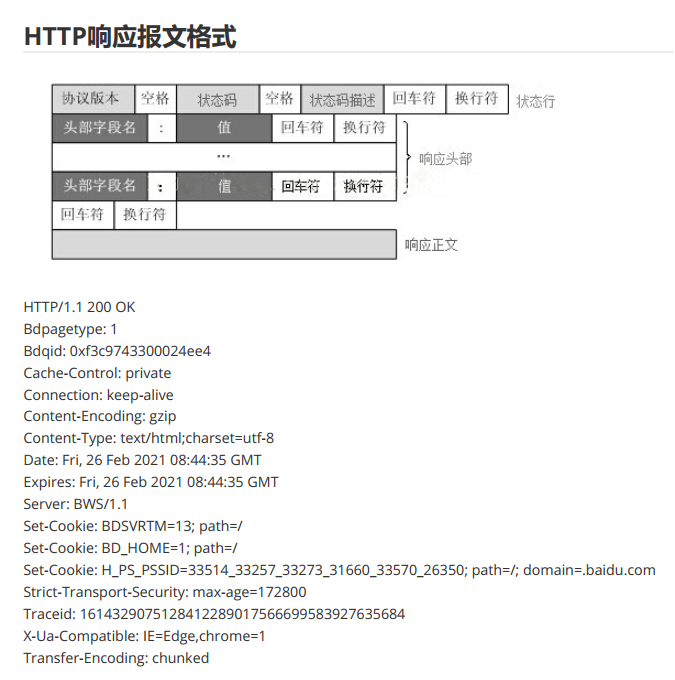 HTTP响应报文格式
协议版本 空格 状态码 空格 状态码描述 回车符 换行符 状态行
头部字段名 : 值 回车符 换行符
... 响应头部
头部字段名 : 值 回车符 换行符
回车符 换行符
响应正文
HTTP/1.1 200 OK
Bdpagetype: 1
Bdqid: 0xf3c9743300024ee4
Cache-Control: private
Connection: keep-alive
Content-Encoding: gzip
Content-Type: text/html;charset=utf-8
Date: Fri, 26 Feb 2021 08:44:35 GMT
Expires: Fri, 26 Feb 2021 08:44:35 GMT
Server: BWS/1.1
Set-Cookie: BDSVRTM=13; path=/
Set-Cookie: BD_HOME=1; path=/
Set-Cookie: H_PS_PSSID=33514_33257_33273_31660_33570_26350; path=/; domain=.baidu.com
Strict-Transport-Security: max-age=172800
Traceid: 1614329075128412289017566699583927635684
X-Ua-Compatible: IE=Edge,chrome=1
Transfer-Encoding: chunked